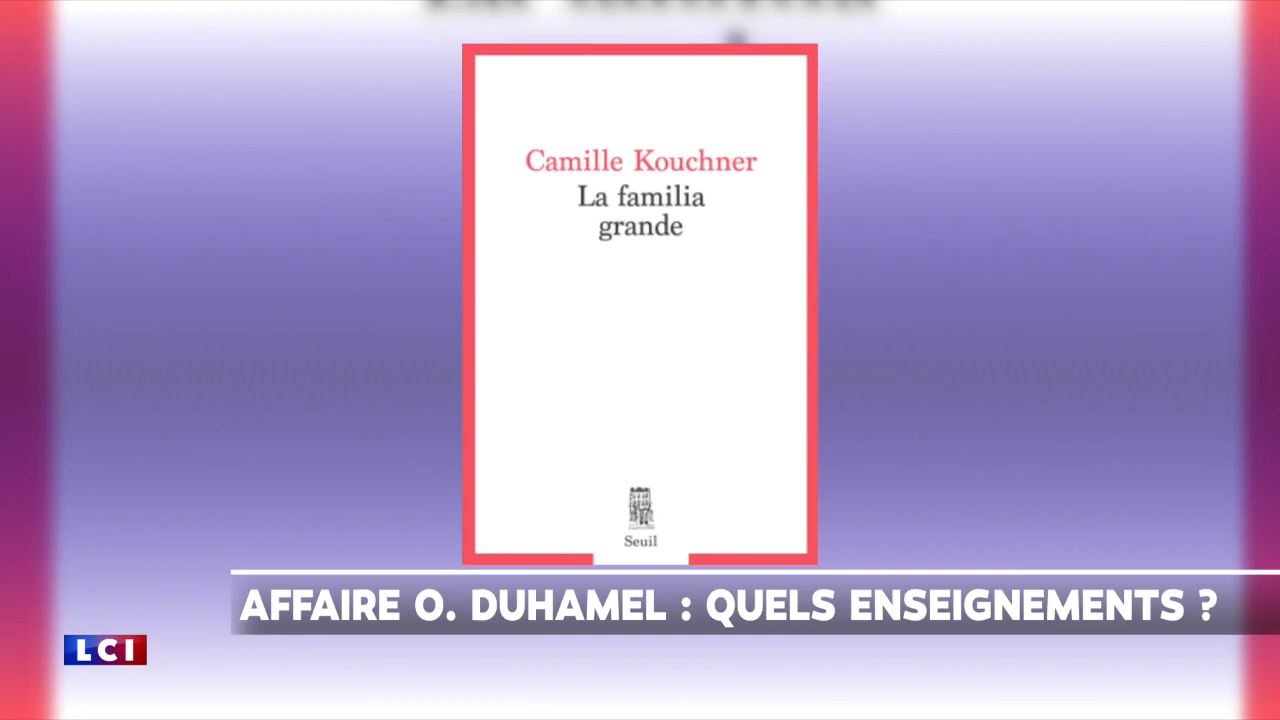 Camille Kouchner
La familia
grande
Seuil
AFFAIRE O. DUHAMEL : QUELS ENSEIGNEMENTS ?
LCI